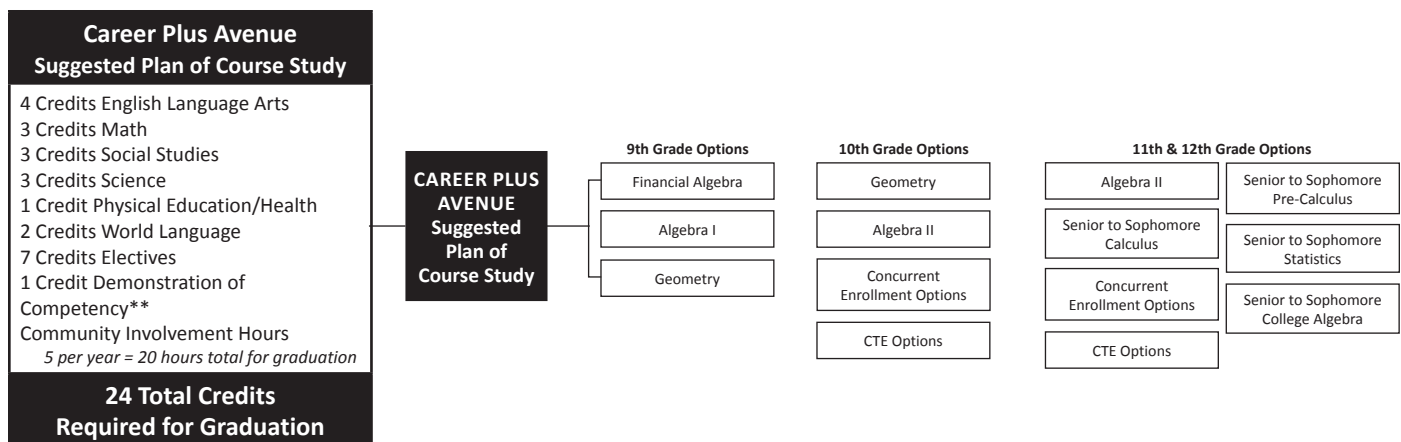 Career Plus Avenue
Suggested Plan of Course Study
4 Credits English Language Arts
3 Credits Math
3 Credits Social Studies
3 Credits Science
1 Credit Physical Education/Health
2 Credits World Language
7 Credits Electives
1 Credit Demonstration of
Competency**
Community Involvement Hours
5 per year = 20 hours total for graduation
24 Total Credits
Required for Graduation
CAREER PLUS
AVENUE
Suggested
Plan of
Course Study
9th Grade Options
Financial Algebra
Algebra I
Geometry
10th Grade Options
Geometry
Algebra II
Concurrent
Enrollment Options
CTE Options
11th & 12th Grade Options
Algebra II
Senior to Sophomore
Calculus
Concurrent
Enrollment Options
CTE Options
Senior to Sophomore
Pre-Calculus
Senior to Sophomore
Statistics
Senior to Sophomore
College Algebra